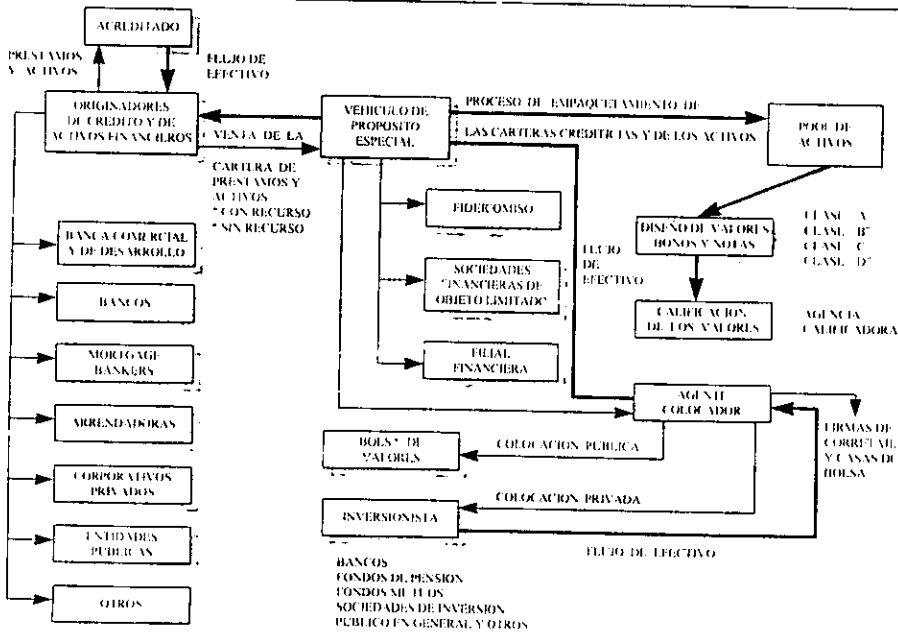 ACREDITADO
PRESTAMOS
Y ACTIVOS
FLUJO DE
EFECTIVO
ORIGINADORES
DE CREDITO Y DE
ACTIVOS FINANCIEROS
VENTA DE LA
CARTERA DE
PRESTAMOS Y
ACTIVOS
* CON RECURSO
* SIN RECURSO
VEHICULO DE
PROPOSITO
ESPECIAL
PROCESO DE EMPAQUETAMIENTO DE
LAS CARTERAS CREDITICIAS Y DE LOS ACTIVOS
POOL DE
ACTIVOS
BANCA COMERCIAL
Y DE DESARROLLO
BANCOS
MORTGAGE
BANKERS
ARRENDADORAS
CORPORATIVOS
PRIVADOS
ENTIDADES
PUBLICAS
OTROS
FIDEICOMISO
SOCIEDADES
FINANCIERAS DE
OBJETO LIMITADO
FILIAL
FINANCIERA
FLUJO
DE
EFECTIVO
DISEÑO DE VALORES
BONOS Y NOTAS
CLASE "A"
CLASE "B"
CLASE "C"
CLASE "D"
CALIFICACION
DE LOS VALORES
AGENCIA
CALIFICADORA
AGENTE
COLOCADOR
FIRMAS DE
CORRETAJE
Y CASAS DE
BOLSA
BOLSA DE
VALORES
COLOCACION PUBLICA
COLOCACION PRIVADA
INVERSIONISTA
FLUJO DE EFECTIVO
BANCOS
FONDOS DE PENSION
FONDOS MUTUOS
SOCIEDADES DE INVERSION
PUBLICO EN GENERAL Y OTROS